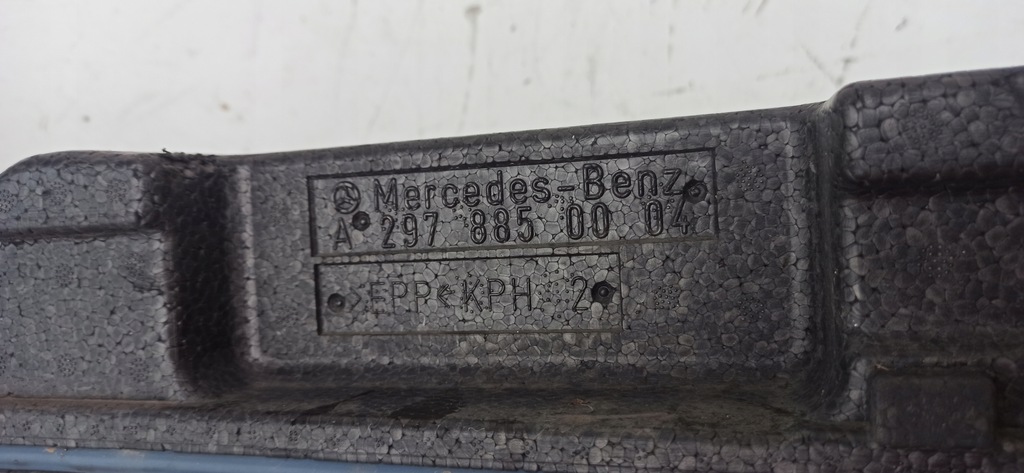 Mercedes-Benz
A 297 885 00 04
>EPP< KPH 2